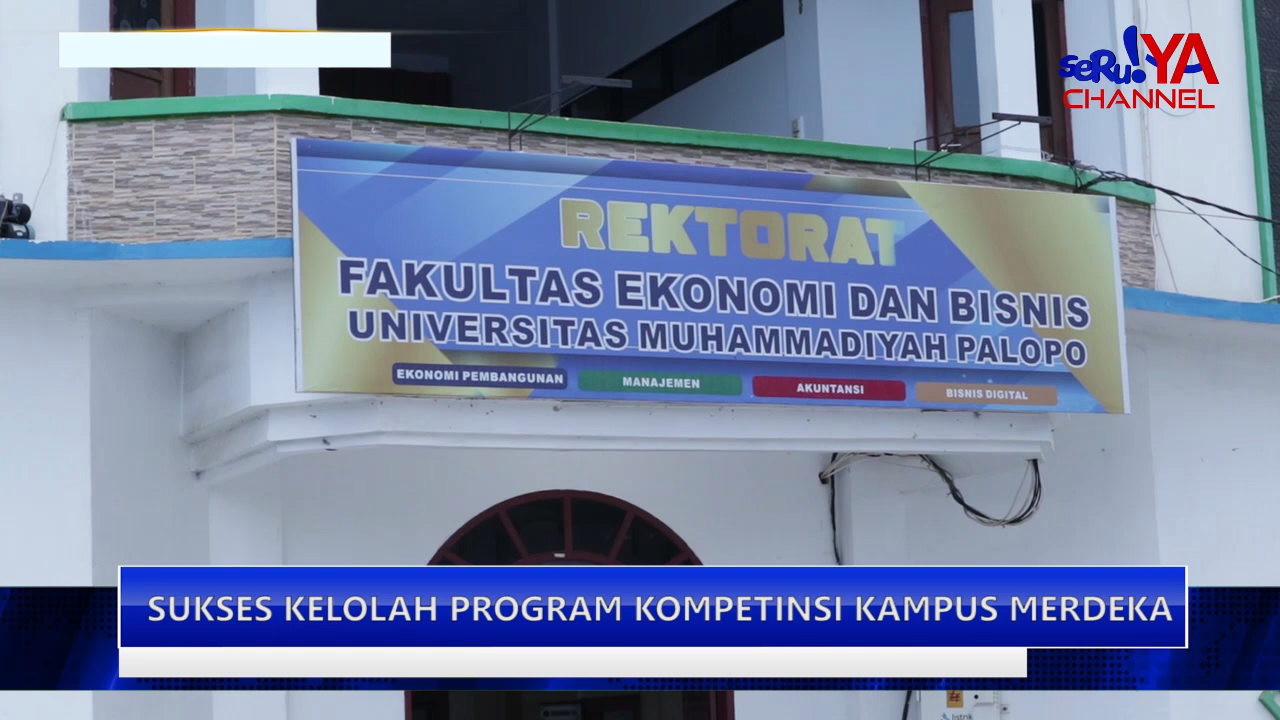 seRu!YA
CHANNEL
REKTORAT
FAKULTAS EKONOMI DAN BISNIS
UNIVERSITAS MUHAMMADIYAH PALOPO
EKONOMI PEMBANGUNAN MANAJEMEN AKUNTANSI BISNIS DIGITAL
SUKSES KELOLAH PROGRAM KOMPETINSI KAMPUS MERDEKA
listrik